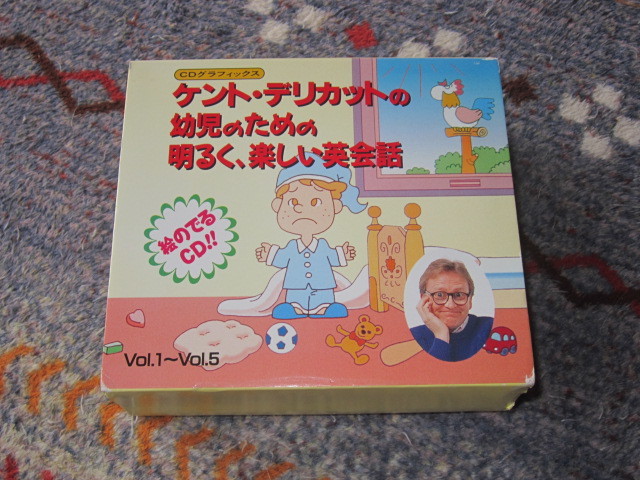 CDグラフィックス
ケント・デリカットの
幼児のための
明るく、楽しい英会話
絵のでる
CD!!
Vol.1〜Vol.5